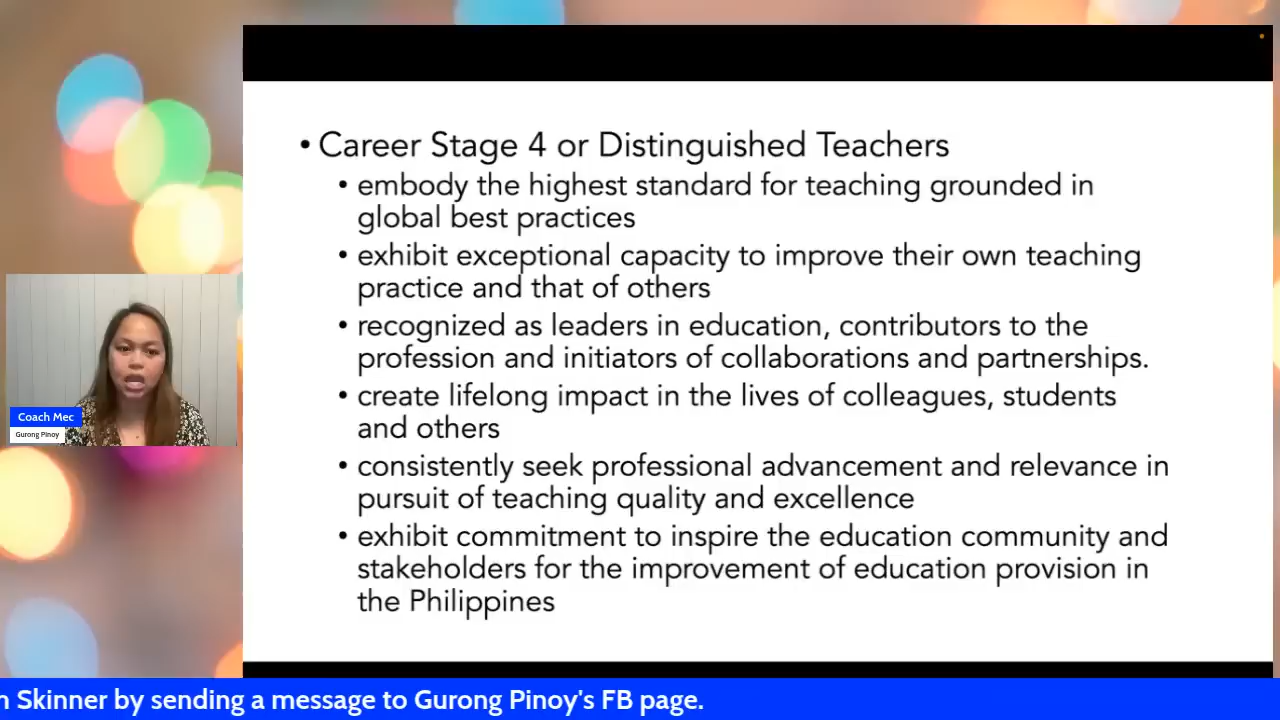 • Career Stage 4 or Distinguished Teachers
• embody the highest standard for teaching grounded in
global best practices
• exhibit exceptional capacity to improve their own teaching
practice and that of others
• recognized as leaders in education, contributors to the
profession and initiators of collaborations and partnerships.
• create lifelong impact in the lives of colleagues, students
and others
• consistently seek professional advancement and relevance in
pursuit of teaching quality and excellence
• exhibit commitment to inspire the education community and
stakeholders for the improvement of education provision in
the Philippines
Coach Mec
Gurong Pinoy
Skinner by sending a message to Gurong Pinoy's FB page.